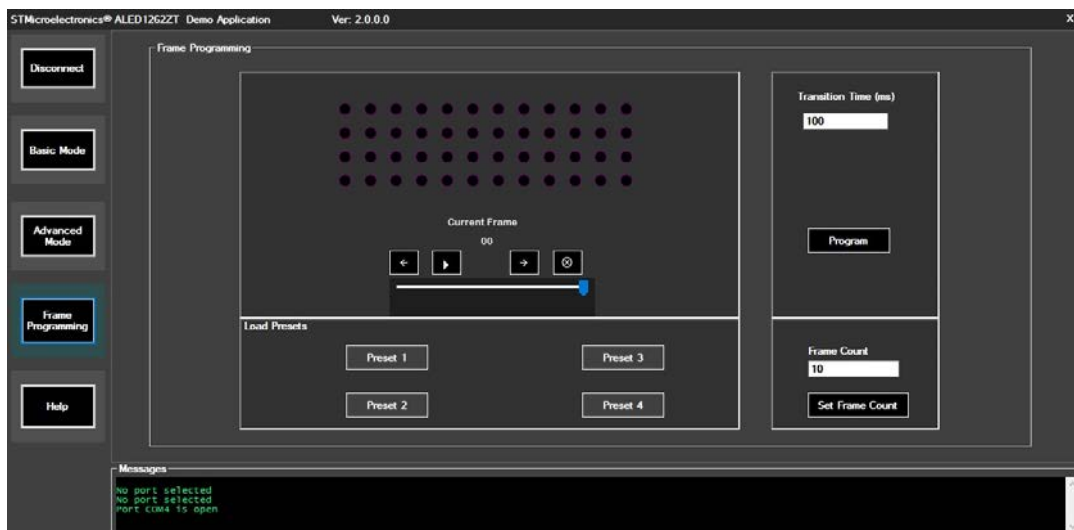 STMicroelectronics® ALED1262ZT Demo Application Ver: 2.0.0.0 X
Disconnect
Basic Mode
Advanced
Mode
Frame
Programming
Help
Frame Programming
Current Frame
00
Load Presets
Preset 1
Preset 3
Preset 2
Preset 4
Transition Time (ms)
100
Program
Frame Count
10
Set Frame Count
Messages
No port selected
No port selected
Port COM4 is open